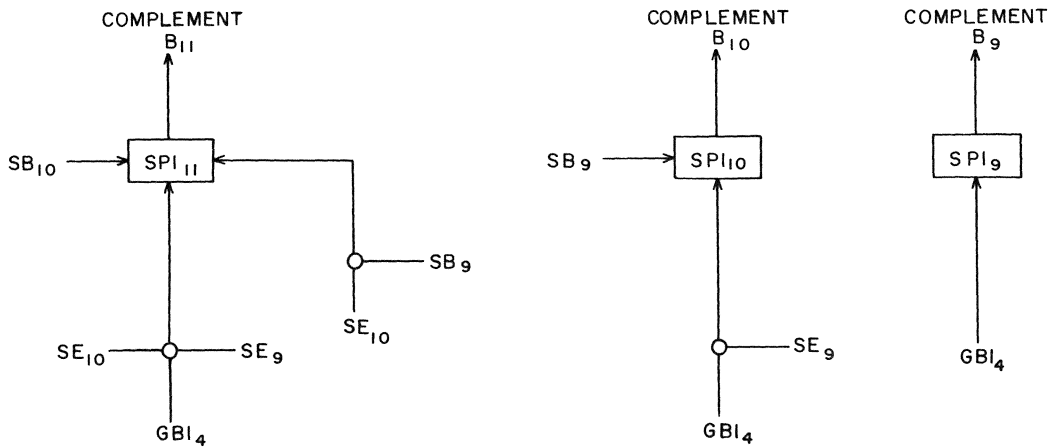 COMPLEMENT
B11
SB10
SPI11
SB9
SE10
SE10
SE9
GBI4
COMPLEMENT
B10
SB9
SPI10
SE9
GBI4
COMPLEMENT
B9
SPI9
GBI4